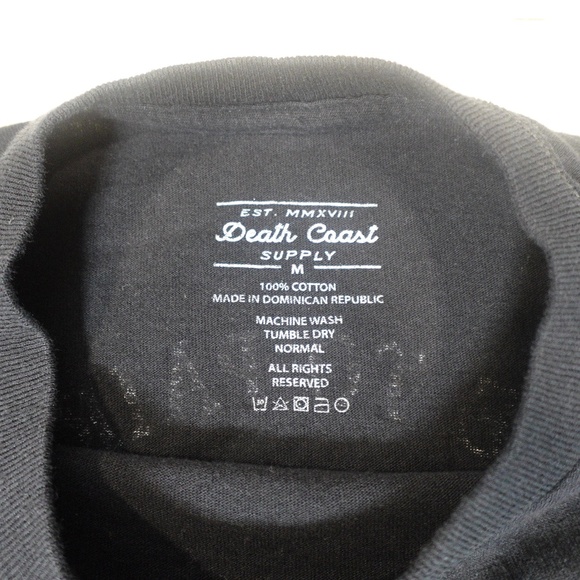 EST. MMXVIII
Death Coast
SUPPLY
M
100% COTTON
MADE IN DOMINICAN REPUBLIC
MACHINE WASH
TUMBLE DRY
NORMAL
ALL RIGHTS
RESERVED
30